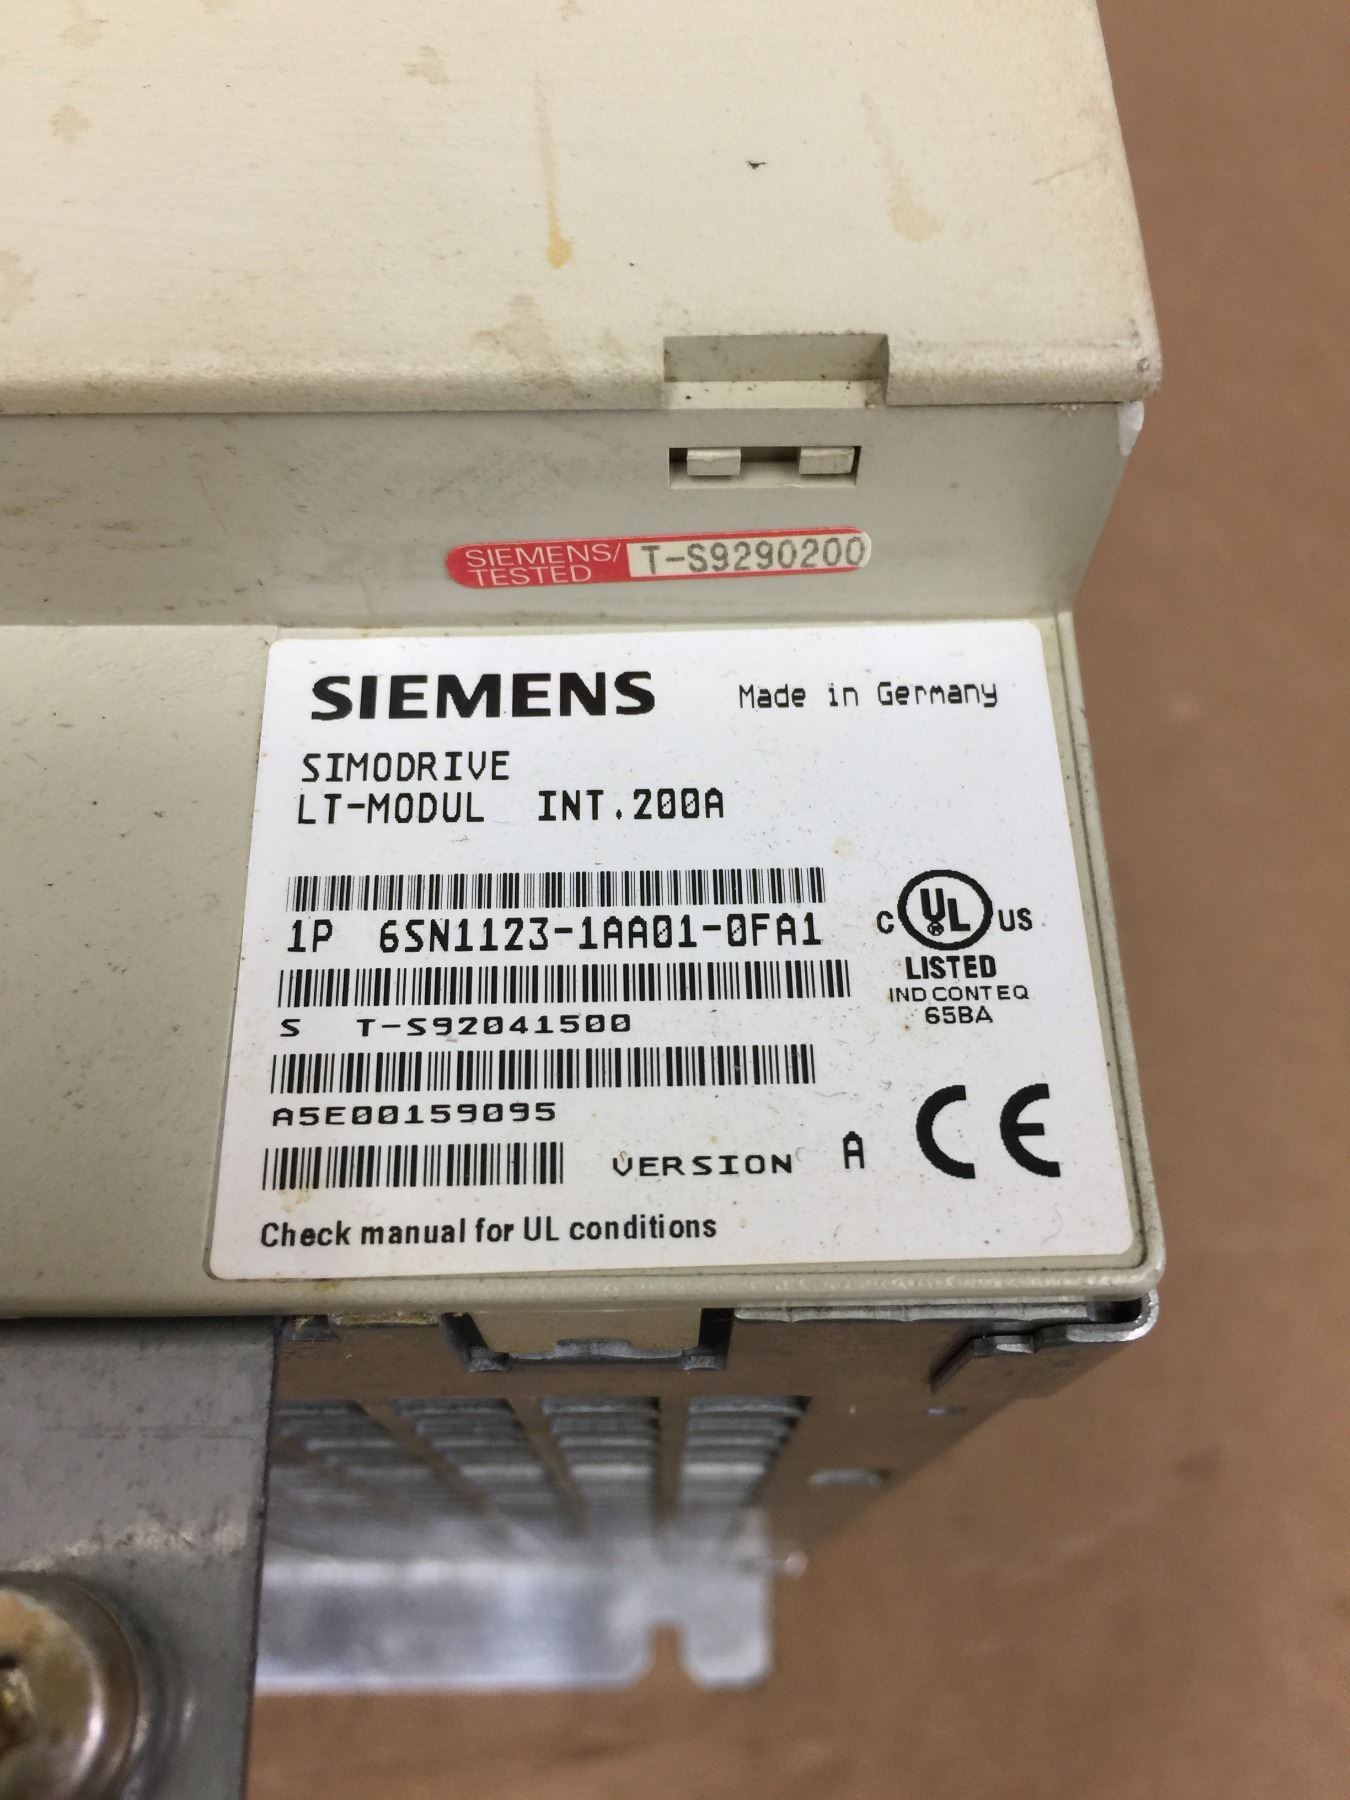 SIEMENS/ T-S9290200
TESTED
SIEMENS Made in Germany
SIMODRIVE
LT-MODUL INT.200A
1P 6SN1123-1AA01-0FA1
C UL ® US
LISTED
IND CONT EQ
65BA
S T-S92041500
A5E00159095
VERSION A CE
Check manual for UL conditions